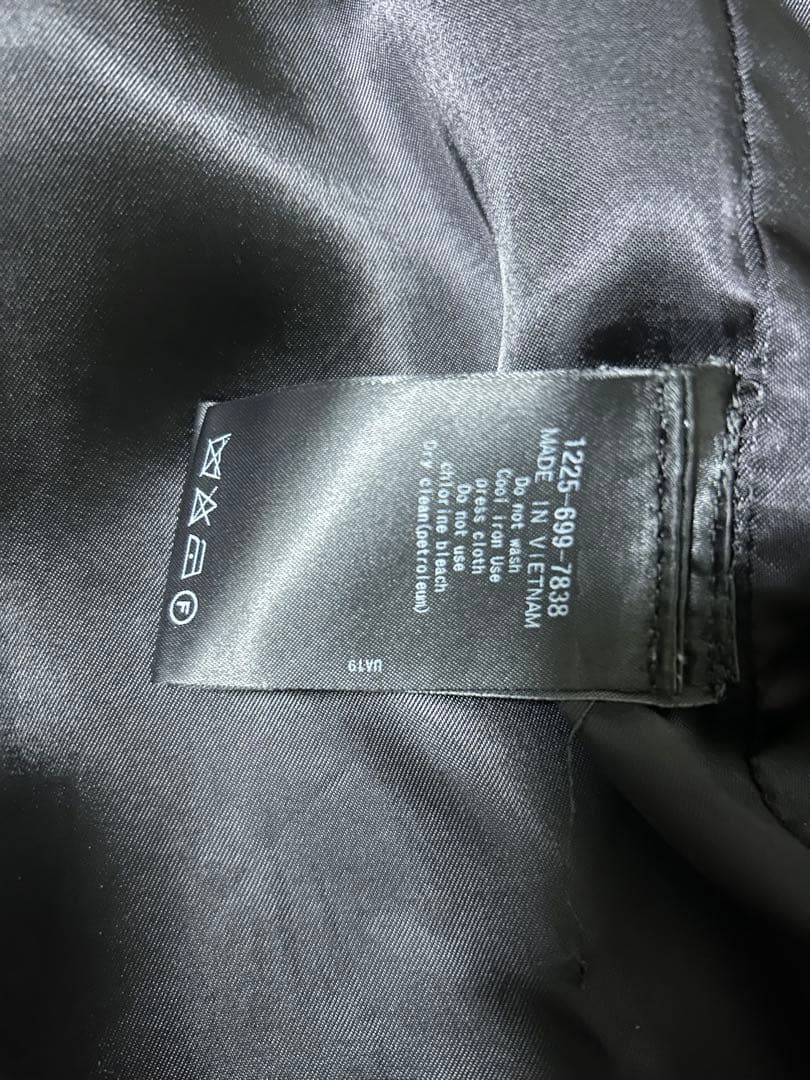 1225-699-7838
MADE IN VIETNAM
Do not wash
Cool iron Use
press cloth
Do not use
chlorine bleach
Dry clean(petroleum)
UA19
F